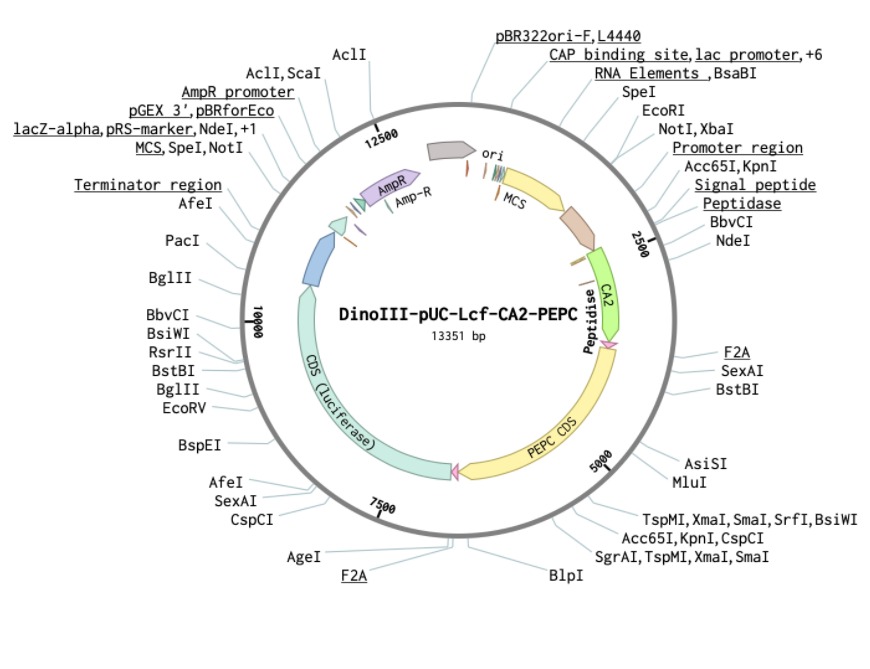 pBR322ori-F, L4440
CAP binding site, lac promoter, +6
RNA Elements , BsaBI
SpeI
EcoRI
NotI, XbaI
Promoter region
Acc65I, KpnI
Signal peptide
Peptidase
BbvCI
NdeI
2500
F2A
SexAI
BstBI
AsiSI
MluI
5000
TspMI, XmaI, SmaI, SrfI, BsiWI
Acc65I, KpnI, CspCI
SgrAI, TspMI, XmaI, SmaI
BlpI
F2A
AgeI
7500
CspCI
SexAI
AfeI
BspEI
EcoRV
BglII
BstBI
RsrII
BsiWI
BbvCI
10000
BglII
PacI
AfeI
Terminator region
MCS, SpeI, NotI
lacZ-alpha, pRS-marker, NdeI, +1
pGEX 3', pBRforEco
AmpR promoter
AclI, ScaI
AclI
12500
ori
MCS
CA2
Peptidise
PEPC CDS
CDS (luciferase)
AmpR
Amp-R
DinoIII-pUC-Lcf-CA2-PEPC
13351 bp